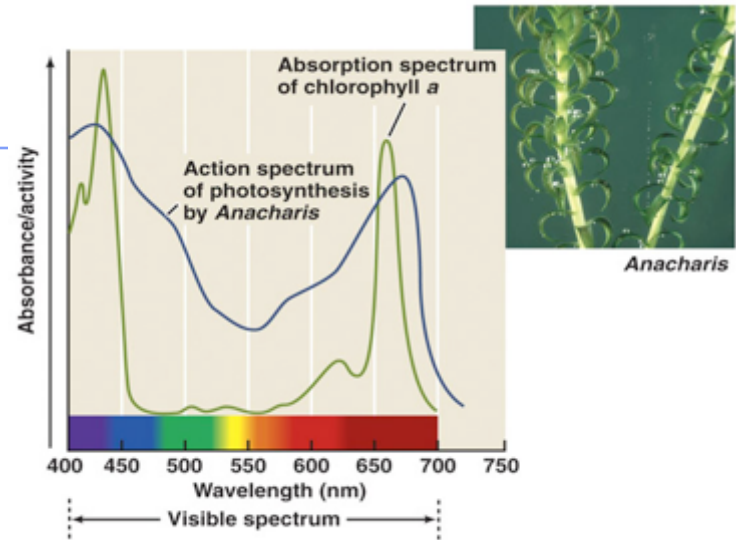 Absorption spectrum
of chlorophyll a
Action spectrum
of photosynthesis
by Anacharis
Absorbance/activity
Anacharis
400 450 500 550 600 650 700 750
Wavelength (nm)
Visible spectrum